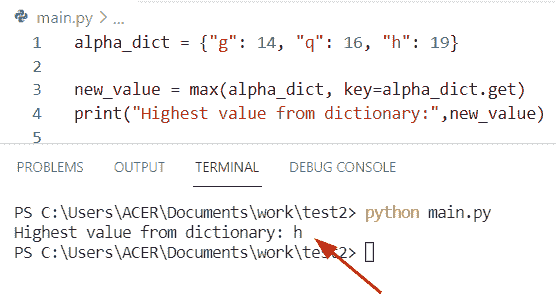 main.py > ...
1 alpha_dict = {"g": 14, "q": 16, "h": 19}
2
3 new_value = max(alpha_dict, key=alpha_dict.get)
4 print("Highest value from dictionary:",new_value)
5
PROBLEMS OUTPUT TERMINAL DEBUG CONSOLE
PS C:\Users\ACER\Documents\work\test2> python main.py
Highest value from dictionary: h
PS C:\Users\ACER\Documents\work\test2>